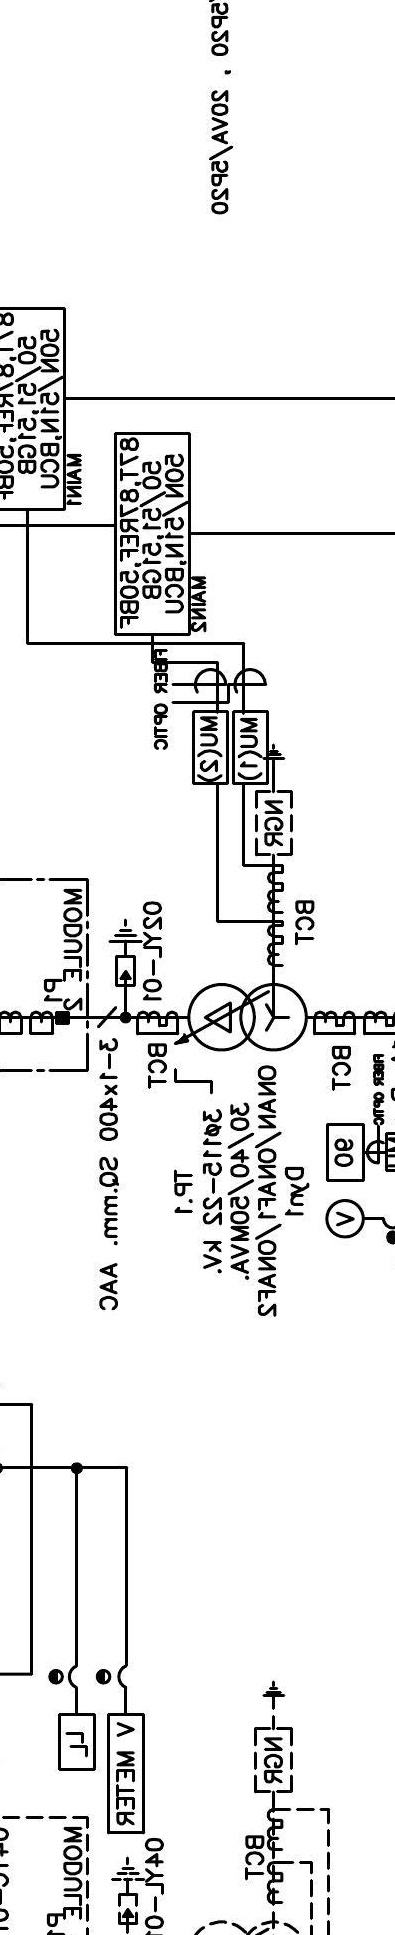 5P20 , 20VA/5P20
50N/51N,BCU
50/51,51GB
87T,87REF,50BF
MAIN1
50N/51N,BCU
50/51,51GB
87T,87REF,50BF
MAIN2
FIBER OPTIC
MU(1)
MU(2)
NGR
BCT
MODULE 2
P1
02YL-01
BCT
BCT
FIBER OPTIC
90
V
3-1x400 SQ.mm. AAC
Dyn1
ONAN/ONAF1/ONAF2
30/40/50MVA.
3ø115-22 KV.
TP.1
V METER
NGR
BCT
04YL-01
MODULE
P1